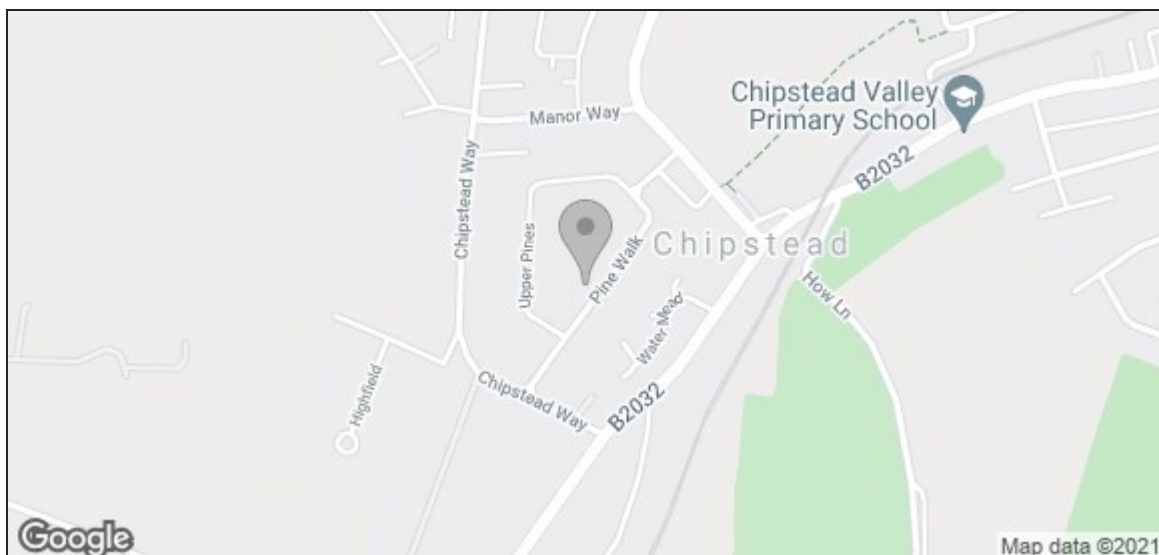 Chipstead Valley
Primary School
Manor Way
B2032
Chipstead Way
Upper Pines
Pine Walk
Chipstead
How Ln
Water Mead
Highfield
Chipstead Way
B2032
Google
Map data ©2021